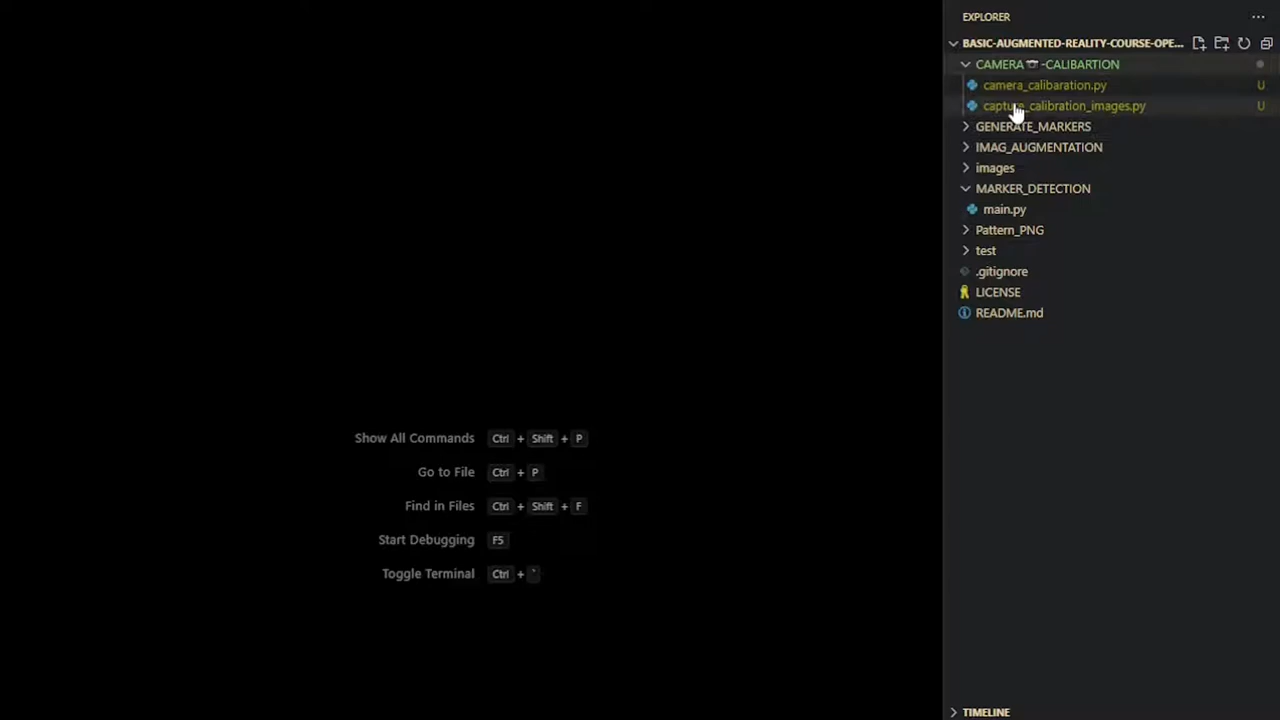 EXPLORER
BASIC-AUGMENTED-REALITY-COURSE-OPE...
CAMERA📷-CALIBARTION
camera_calibaration.py U
capture_calibration_images.py U
GENERATE_MARKERS
IMAG_AUGMENTATION
images
MARKER_DETECTION
main.py
Pattern_PNG
test
.gitignore
LICENSE
README.md
Show All Commands Ctrl + Shift + P
Go to File Ctrl + P
Find in Files Ctrl + Shift + F
Start Debugging F5
Toggle Terminal Ctrl + `
TIMELINE